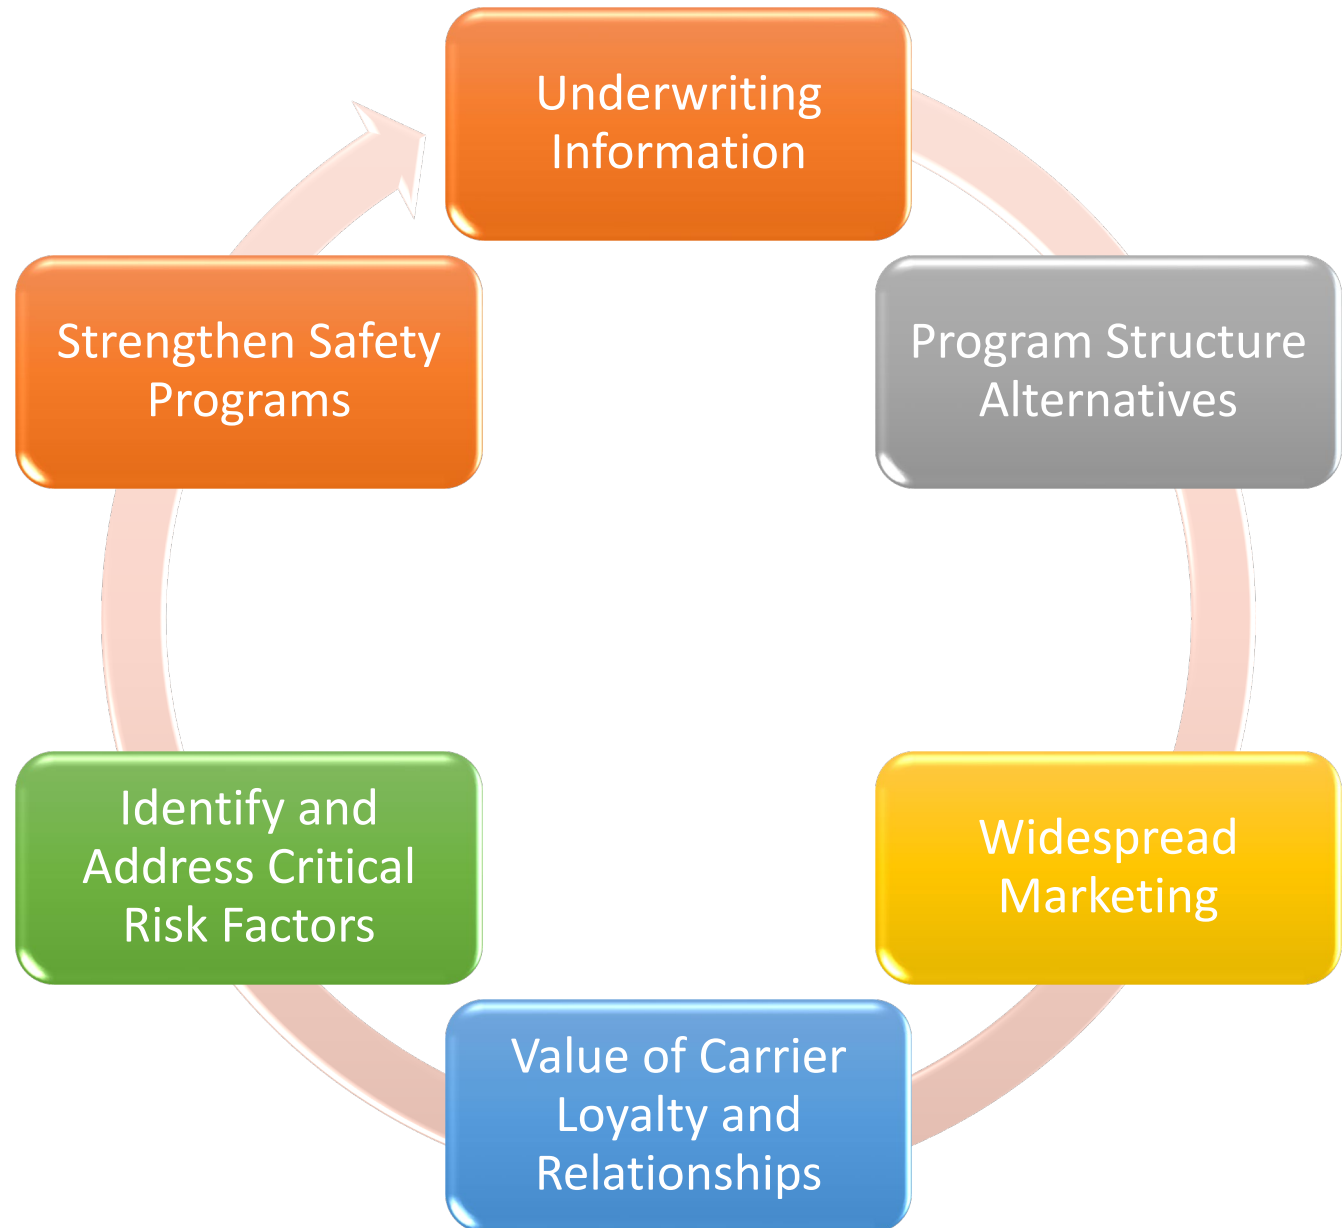 Underwriting
Information
Program Structure
Alternatives
Widespread
Marketing
Value of Carrier
Loyalty and
Relationships
Identify and
Address Critical
Risk Factors
Strengthen Safety
Programs